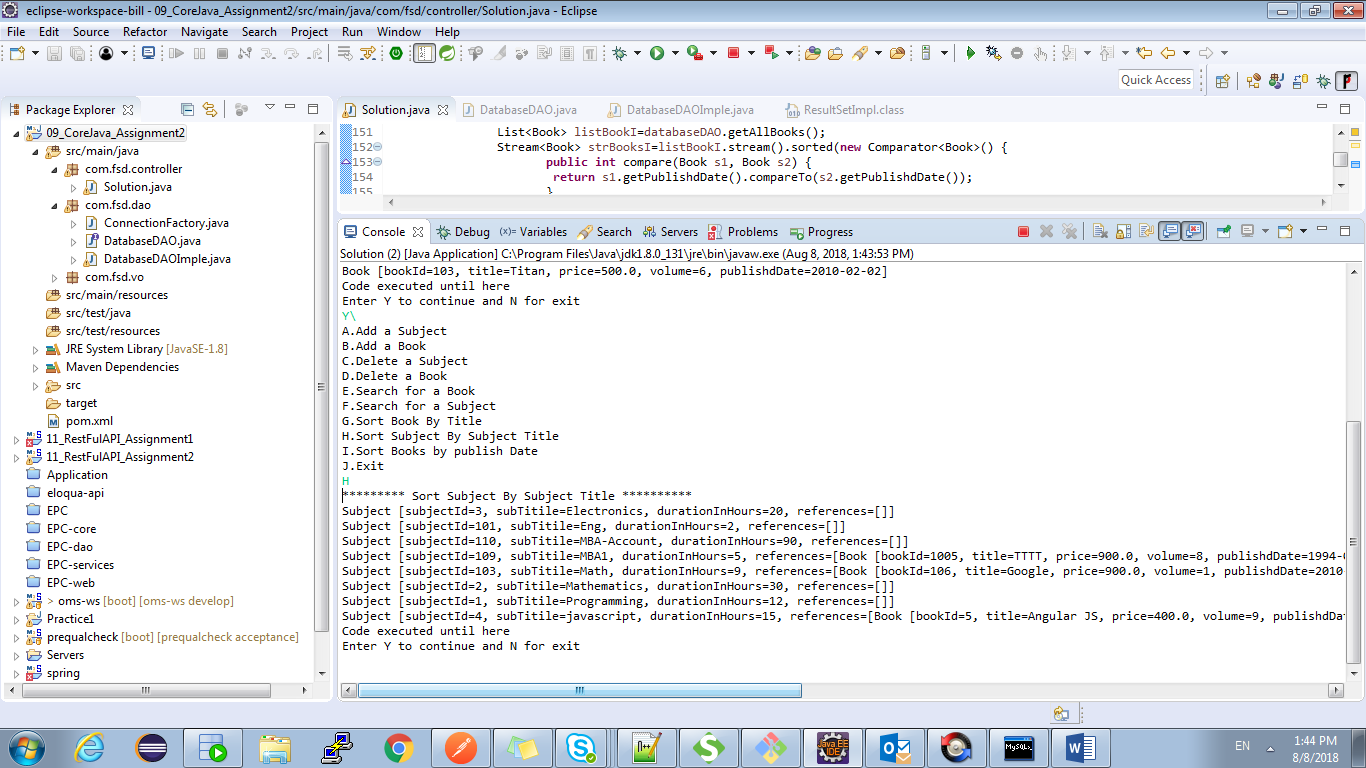 eclipse-workspace-bill - 09_CoreJava_Assignment2/src/main/java/com/fsd/controller/Solution.java - Eclipse
File Edit Source Refactor Navigate Search Project Run Window Help
Quick Access
Package Explorer
09_CoreJava_Assignment2
src/main/java
com.fsd.controller
Solution.java
com.fsd.dao
ConnectionFactory.java
DatabaseDAO.java
DatabaseDAOImple.java
com.fsd.vo
src/main/resources
src/test/java
src/test/resources
JRE System Library [JavaSE-1.8]
Maven Dependencies
src
target
pom.xml
11_RestFulAPI_Assignment1
11_RestFulAPI_Assignment2
Application
eloqua-api
EPC
EPC-core
EPC-dao
EPC-services
EPC-web
> oms-ws [boot] [oms-ws develop]
Practice1
prequalcheck [boot] [prequalcheck acceptance]
Servers
spring
Solution.java DatabaseDAO.java DatabaseDAOImple.java ResultSetImpl.class
151 List<Book> listBookI=databaseDAO.getAllBooks();
152 Stream<Book> strBooksI=listBookI.stream().sorted(new Comparator<Book>() {
153 public int compare(Book s1, Book s2) {
154 return s1.getPublishdDate().compareTo(s2.getPublishdDate());
155 }
Console Debug (x)= Variables Search Servers Problems Progress
Solution (2) [Java Application] C:\Program Files\Java\jdk1.8.0_131\jre\bin\javaw.exe (Aug 8, 2018, 1:43:53 PM)
Book [bookId=103, title=Titan, price=500.0, volume=6, publishdDate=2010-02-02]
Code executed until here
Enter Y to continue and N for exit
Y\
A.Add a Subject
B.Add a Book
C.Delete a Subject
D.Delete a Book
E.Search for a Book
F.Search for a Subject
G.Sort Book By Title
H.Sort Subject By Subject Title
I.Sort Books by publish Date
J.Exit
H
********* Sort Subject By Subject Title **********
Subject [subjectId=3, subTitile=Electronics, durationInHours=20, references=[]]
Subject [subjectId=101, subTitile=Eng, durationInHours=2, references=[]]
Subject [subjectId=110, subTitile=MBA-Account, durationInHours=90, references=[]]
Subject [subjectId=109, subTitile=MBA1, durationInHours=5, references=[Book [bookId=1005, title=TTTT, price=900.0, volume=8, publishdDate=1994-
Subject [subjectId=103, subTitile=Math, durationInHours=9, references=[Book [bookId=106, title=Google, price=900.0, volume=1, publishdDate=2010-
Subject [subjectId=2, subTitile=Mathematics, durationInHours=30, references=[]]
Subject [subjectId=1, subTitile=Programming, durationInHours=12, references=[]]
Subject [subjectId=4, subTitile=javascript, durationInHours=15, references=[Book [bookId=5, title=Angular JS, price=400.0, volume=9, publishdDa
Code executed until here
Enter Y to continue and N for exit
EN
1:44 PM
8/8/2018